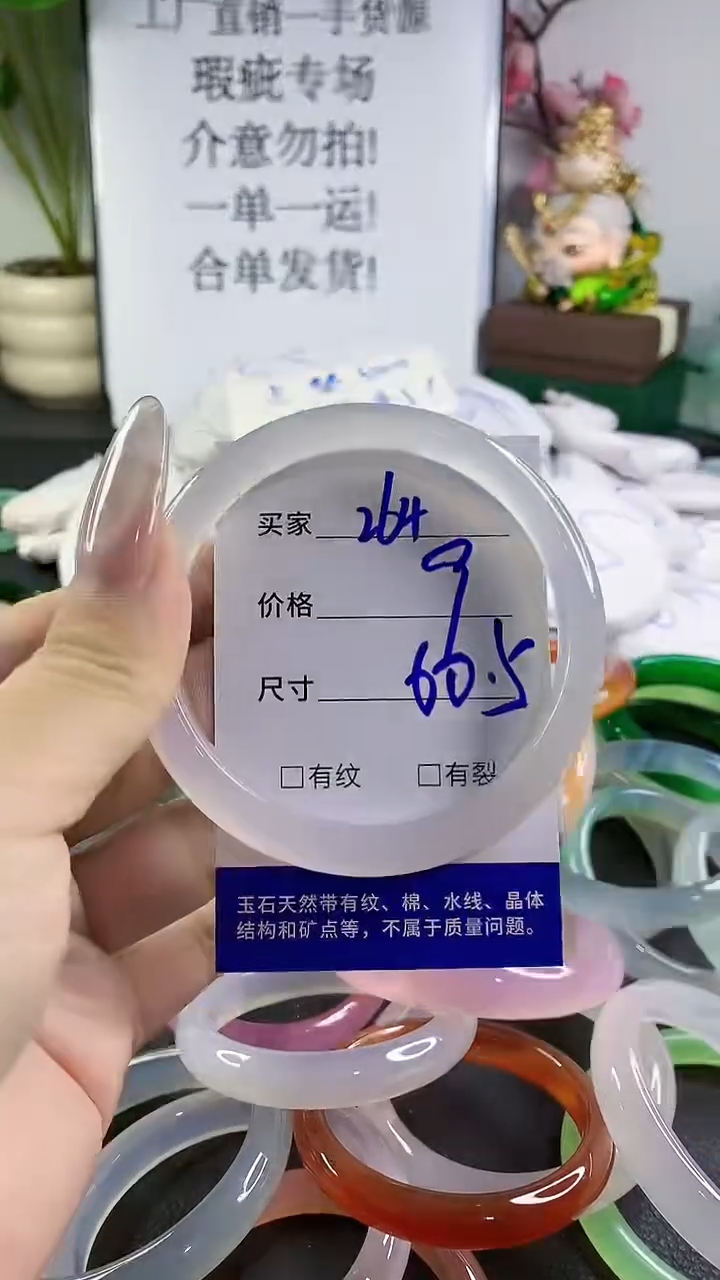 工厂直销一手货源
瑕疵专场
介意勿拍!
一单一运!
合单发货!
买家 264
价格
尺寸 60.5
□有纹 □有裂
玉石天然带有纹、棉、水线、晶体
结构和矿点等，不属于质量问题。